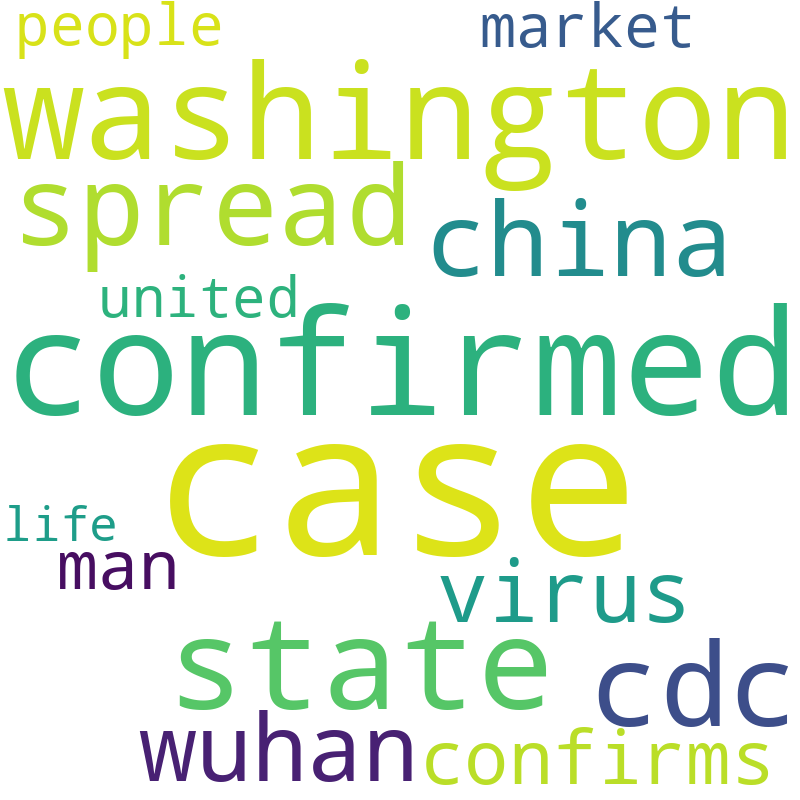 people market
washington
spread
china
united
confirmed
case
life
man
virus
state
cdc
wuhan
confirms